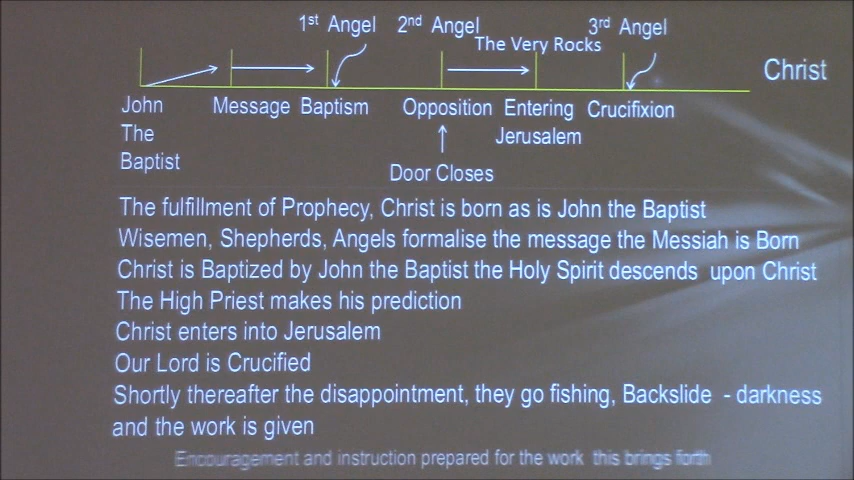 1st Angel 2nd Angel 3rd Angel
The Very Rocks
Christ
John Message Baptism Opposition Entering Crucifixion
The Jerusalem
Baptist
Door Closes
The fulfillment of Prophecy, Christ is born as is John the Baptist
Wisemen, Shepherds, Angels formalise the message the Messiah is Born
Christ is Baptized by John the Baptist the Holy Spirit descends upon Christ
The High Priest makes his prediction
Christ enters into Jerusalem
Our Lord is Crucified
Shortly thereafter the disappointment, they go fishing, Backslide - darkness
and the work is given
Encouragement and instruction prepared for the work this brings forth